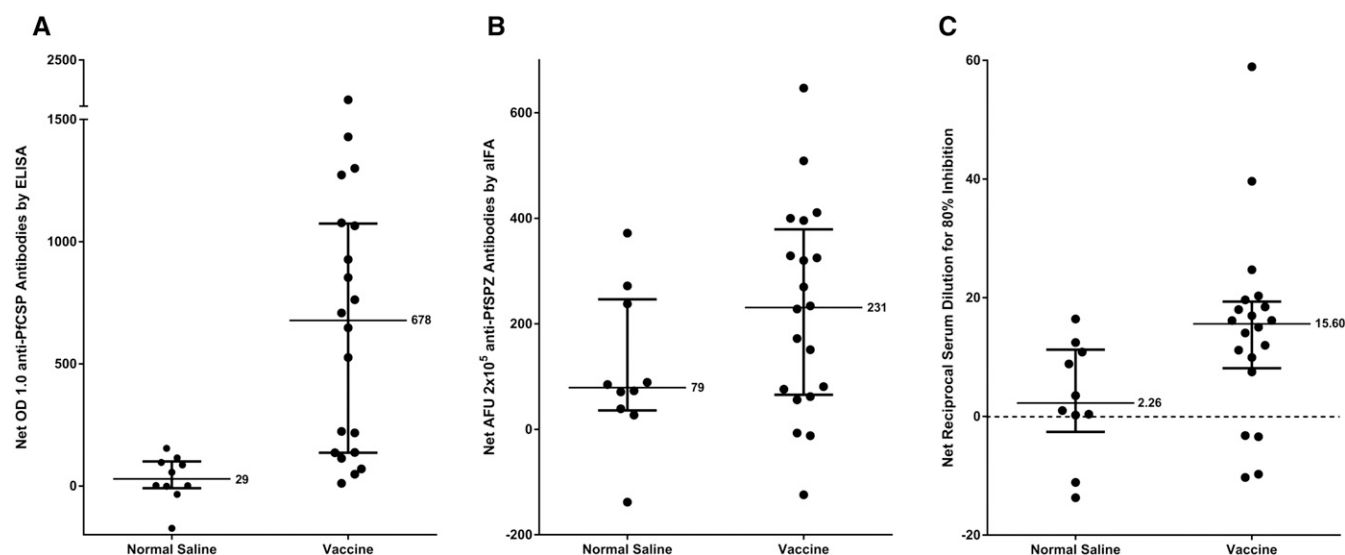 A
Net OD 1.0 anti-PfCSP Antibodies by ELISA
2500
1500
1000
500
0
678
29
Normal Saline
Vaccine
B
Net AFU 2x10⁵ anti-PfSPZ Antibodies by aIFA
600
400
200
0
-200
231
79
Normal Saline
Vaccine
C
Net Reciprocal Serum Dilution for 80% Inhibition
60
40
20
0
-20
15.60
2.26
Normal Saline
Vaccine